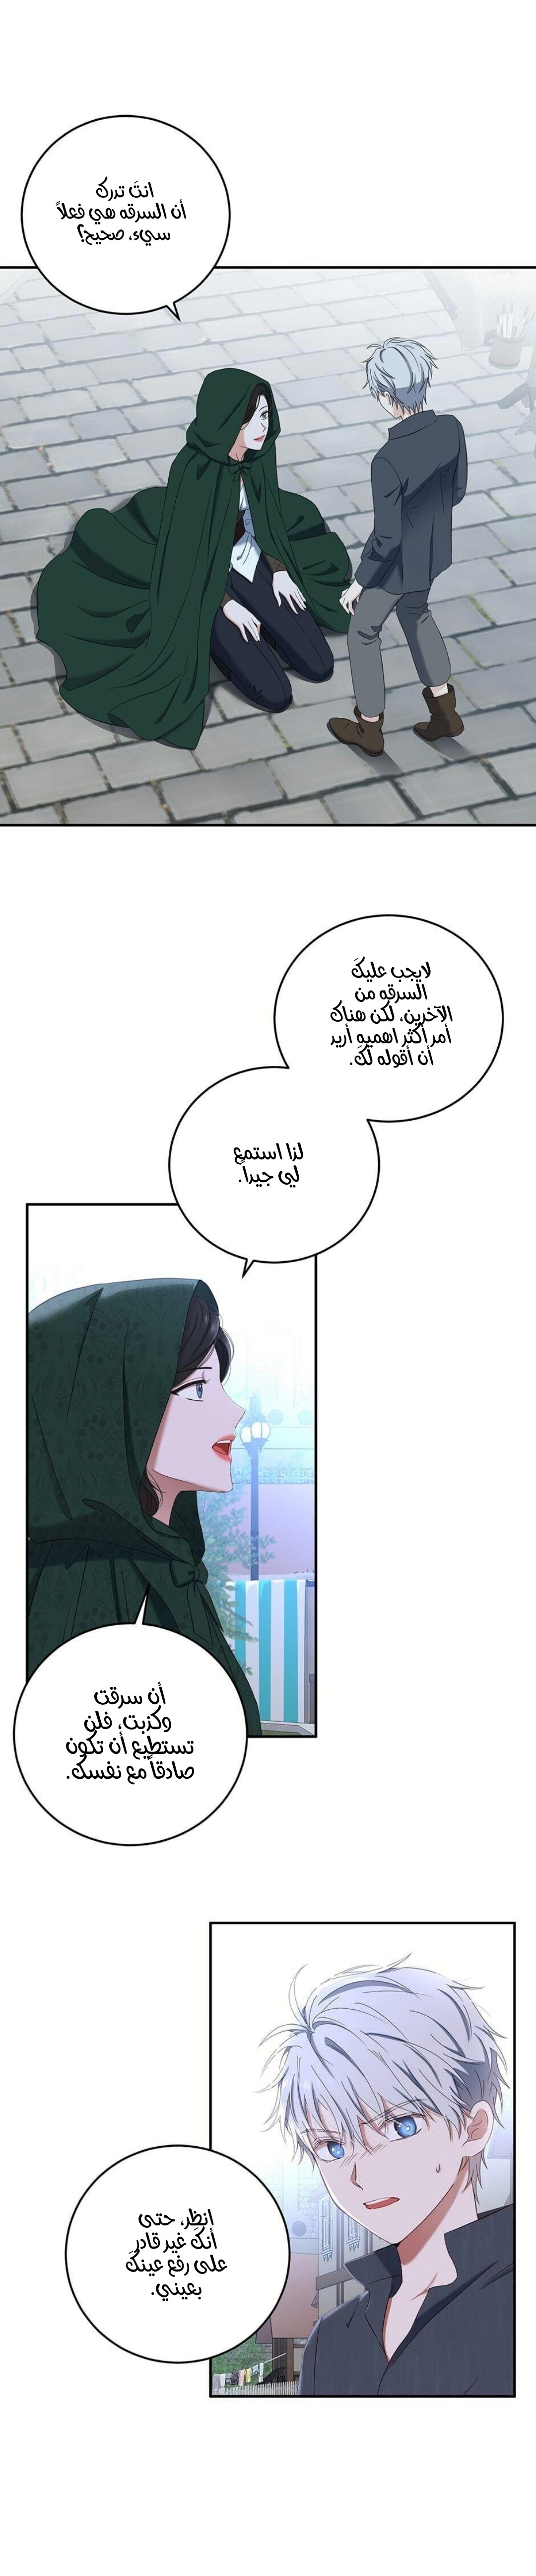 انتَ تدرك
أن السرقه هي فعلاً
سيء، صحيح؟
لايجب عليكَ
السرقه من
الآخرين، لكن هناك
أمر أكثر اهميه أريد
أن أقوله لكَ.
لذا استمع
لي جيداً.
أن سرقت
وكذبت، فلن
تستطيع أن تكون
صادقاً مع نفسك.
انظر، حتى
أنكَ غير قادر
على رفع عينكَ
بعيني.